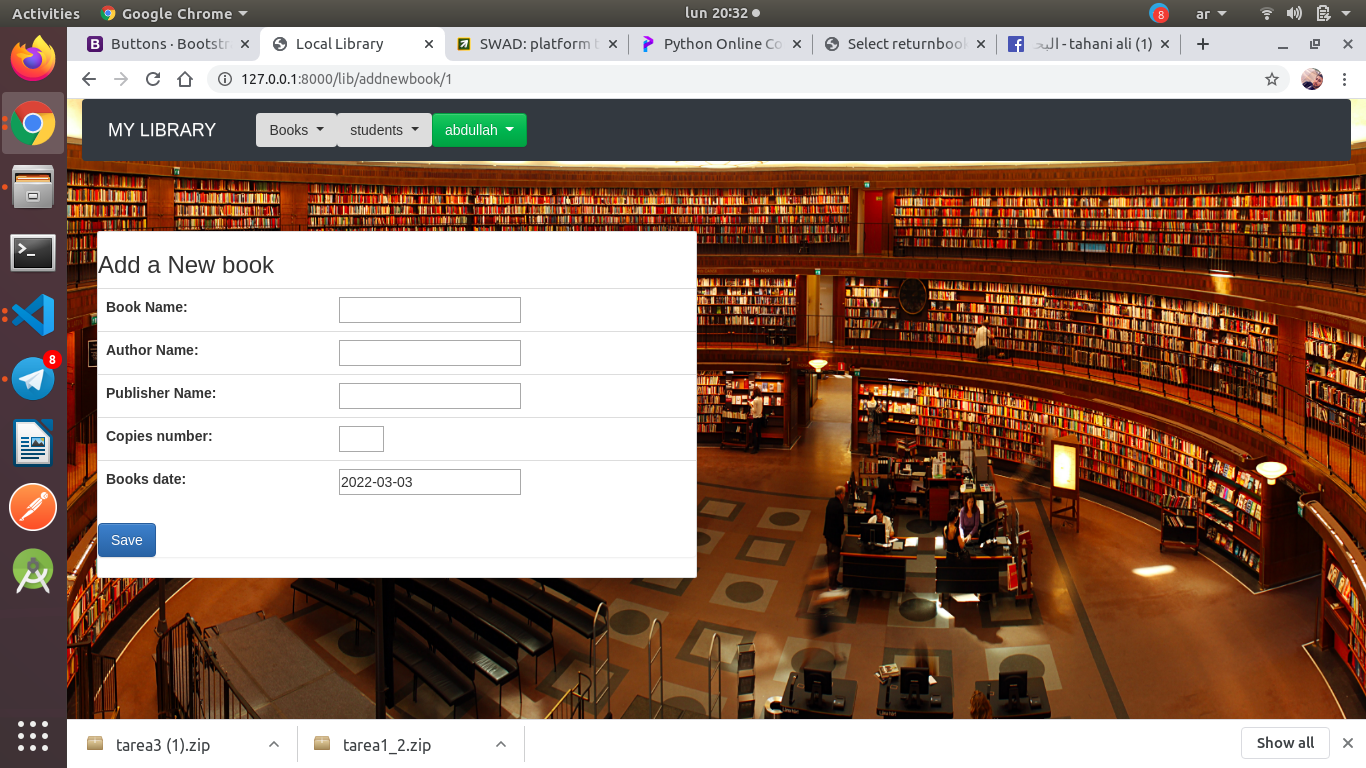 Activities Google Chrome lun 20:32 8 ar
Buttons · Bootstr Local Library SWAD: platform t Python Online Co Select returnbook البحـ - tahani ali (1)
127.0.0.1:8000/lib/addnewbook/1
MY LIBRARY Books students abdullah
Add a New book
Book Name:
Author Name:
Publisher Name:
8
Copies number:
Books date: 2022-03-03
Save
tarea3 (1).zip tarea1_2.zip Show all